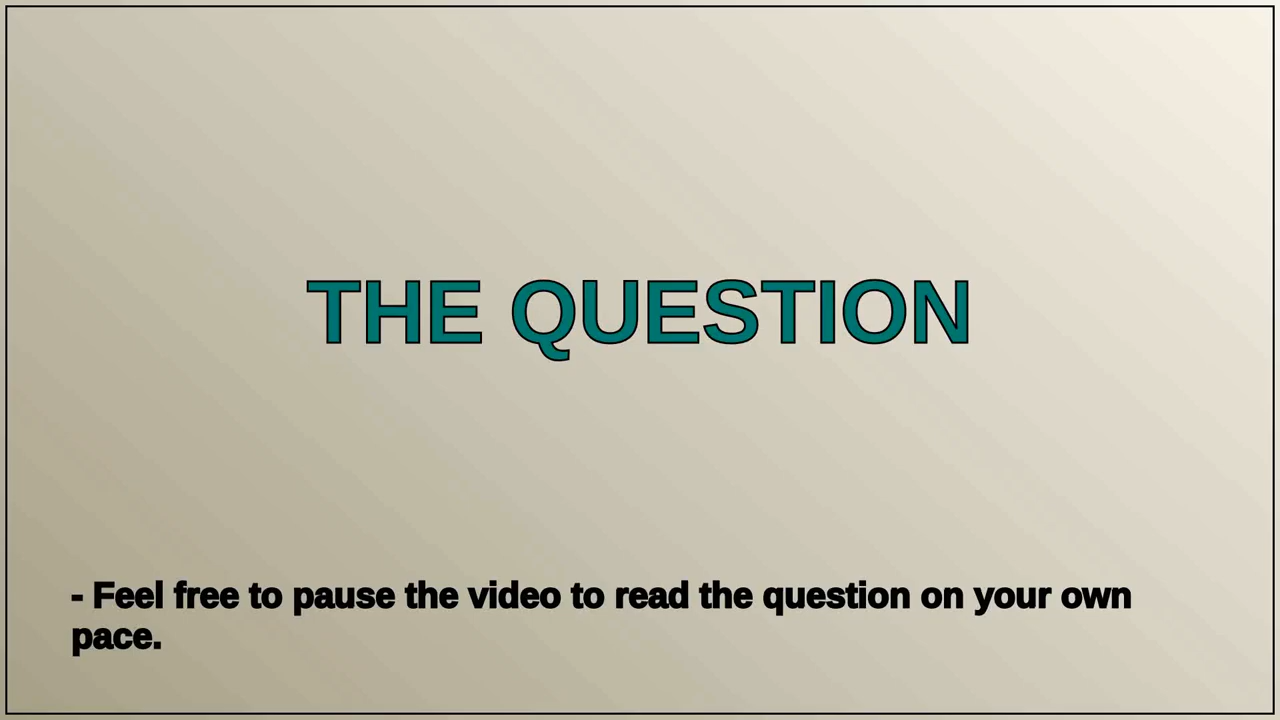 THE QUESTION
- Feel free to pause the video to read the question on your own
pace.